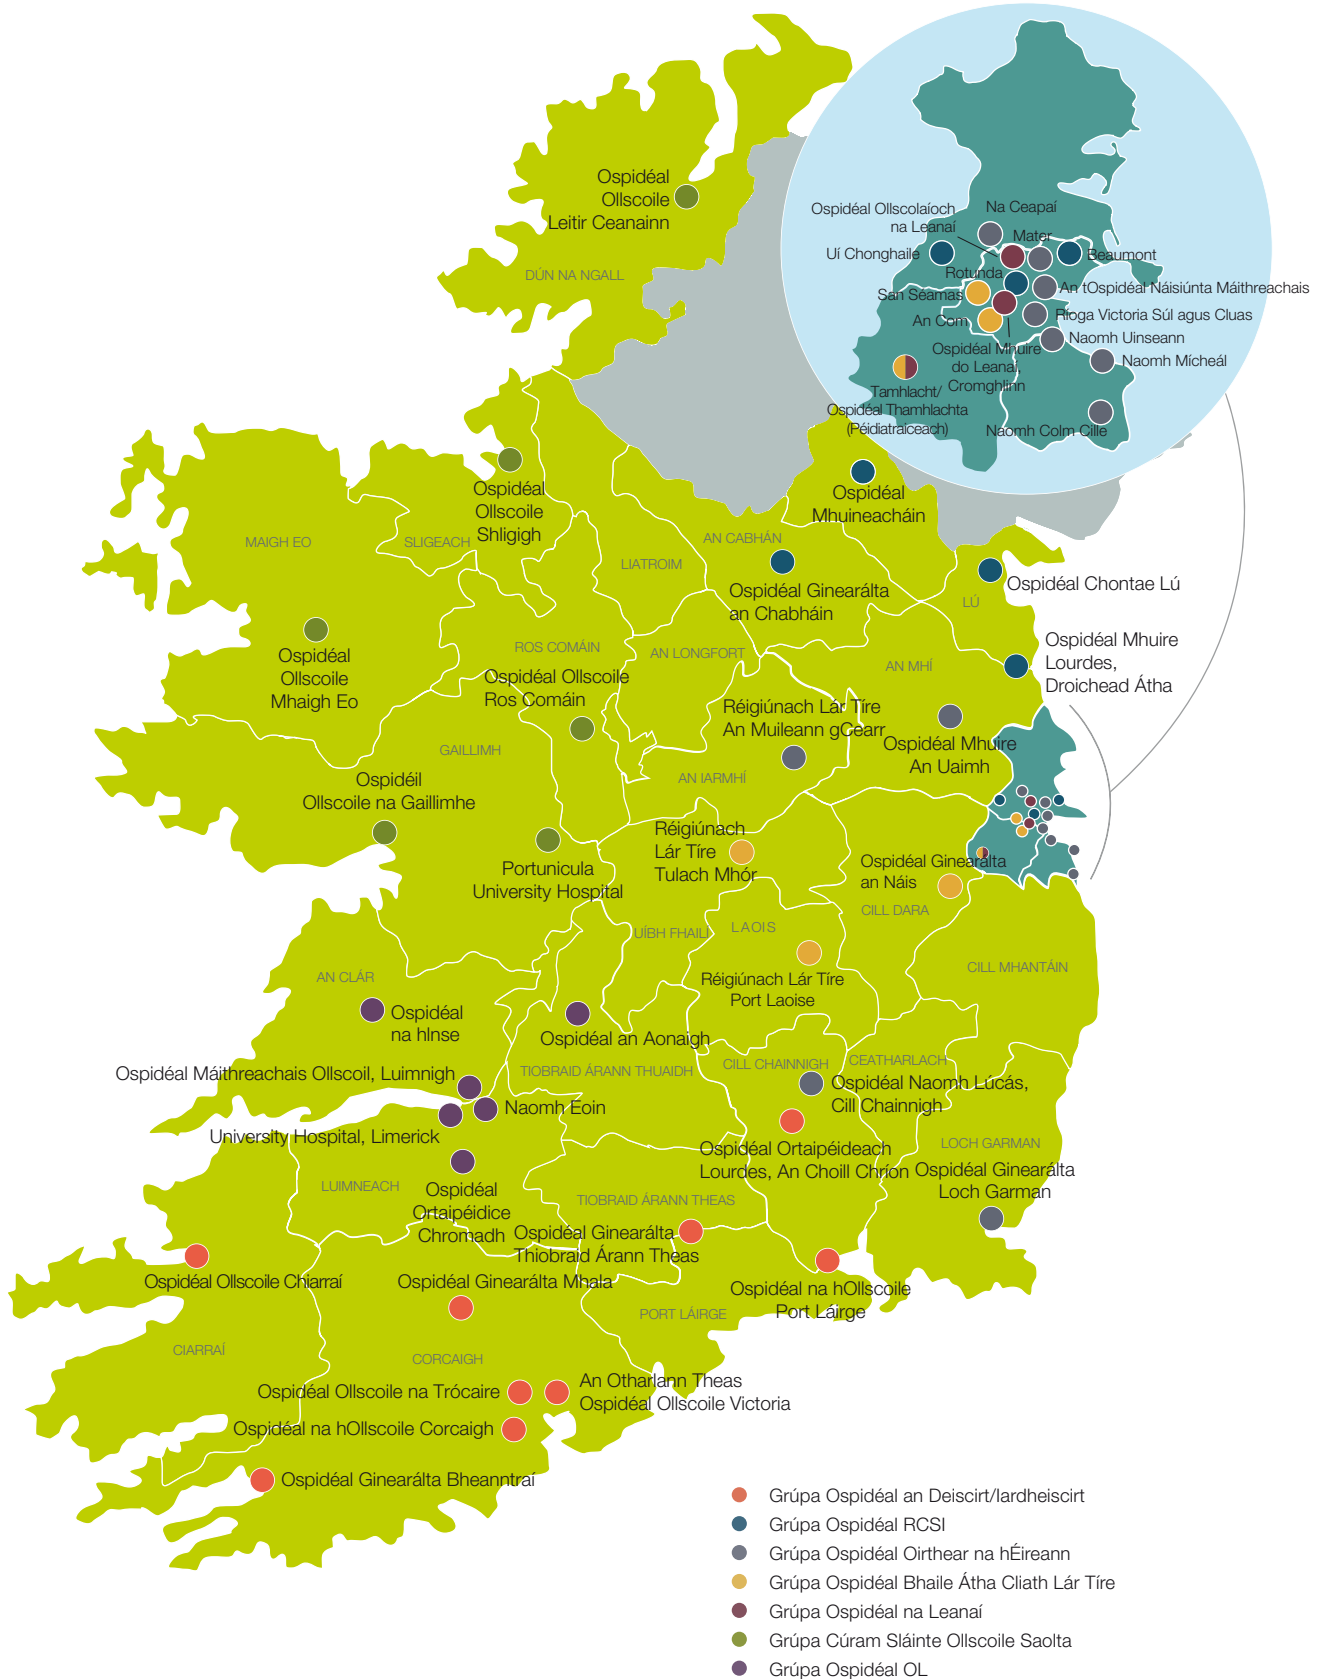 Ospidéal
Ollscoile
Leitir Ceanainn
DÚN NA NGALL
Ospidéal Ollscolaíoch
na Leanaí
Na Ceapaí
Mater
Uí Chonghaile
Beaumont
Rotunda
San Séamas
An tOspidéal Náisiúnta Máithreachais
An Com
Ríoga Victoria Súl agus Cluas
Naomh Uinseann
Ospidéal Mhuire
do Leanaí,
Cromghlinn
Naomh Mícheál
Tamhlacht/
Ospidéal Thamhlachta
(Péidiatraiceach)
Naomh Colm Cille
Ospidéal
Ollscoile
Shligigh
Ospidéal
Mhuineacháin
MAIGH EO
SLIGEACH
LIATROIM
AN CABHÁN
Ospidéal Ginearálta
an Chabháin
Ospidéal Chontae Lú
LÚ
Ospidéal
Ollscoile
Mhaigh Eo
ROS COMÁIN
Ospidéal Ollscoile
Ros Comáin
AN LONGFORT
AN MHÍ
Ospidéal Mhuire
Lourdes,
Droichead Átha
Réigiúnach Lár Tíre
An Muileann gCearr
Ospidéal Mhuire
An Uaimh
GAILLIMH
AN IARMHÍ
Ospidéil
Ollscoile na Gaillimhe
Réigiúnach
Lár Tíre
Tulach Mhór
Portunicula
University Hospital
Ospidéal Ginearálta
an Náis
CILL DARA
UÍBH FHAILÍ
LAOIS
CILL MHANTÁIN
Réigiúnach Lár Tíre
Port Laoise
AN CLÁR
Ospidéal
na hInse
Ospidéal an Aonaigh
TIOBRAID ÁRANN THUAIDH
CILL CHAINNIGH
CEATHARLACH
Ospidéal Máithreachais Ollscoil, Luimnigh
Naomh Eoin
University Hospital, Limerick
Ospidéal Naomh Lúcás,
Cill Chainnigh
Ospidéal Ortaipéideach
Lourdes, An Choill Chríon
LOCH GARMAN
Ospidéal Ginearálta
Loch Garman
LUIMNEACH
Ospidéal
Ortaipéidice
Chromadh
TIOBRAID ÁRANN THEAS
Ospidéal Ginearálta
Thiobraid Árann Theas
Ospidéal Ollscoile Chiarraí
Ospidéal Ginearálta Mhala
Ospidéal na hOllscoile
Port Láirge
PORT LÁIRGE
CIARRAÍ
CORCAIGH
Ospidéal Ollscoile na Trócaire
An Otharlann Theas
Ospidéal Ollscoile Victoria
Ospidéal na hOllscoile Corcaigh
Ospidéal Ginearálta Bheanntraí
Grúpa Ospidéal an Deiscirt/Iardheiscirt
Grúpa Ospidéal RCSI
Grúpa Ospidéal Oirthear na hÉireann
Grúpa Ospidéal Bhaile Átha Cliath Lár Tíre
Grúpa Ospidéal na Leanaí
Grúpa Cúram Sláinte Ollscoile Saolta
Grúpa Ospidéal OL